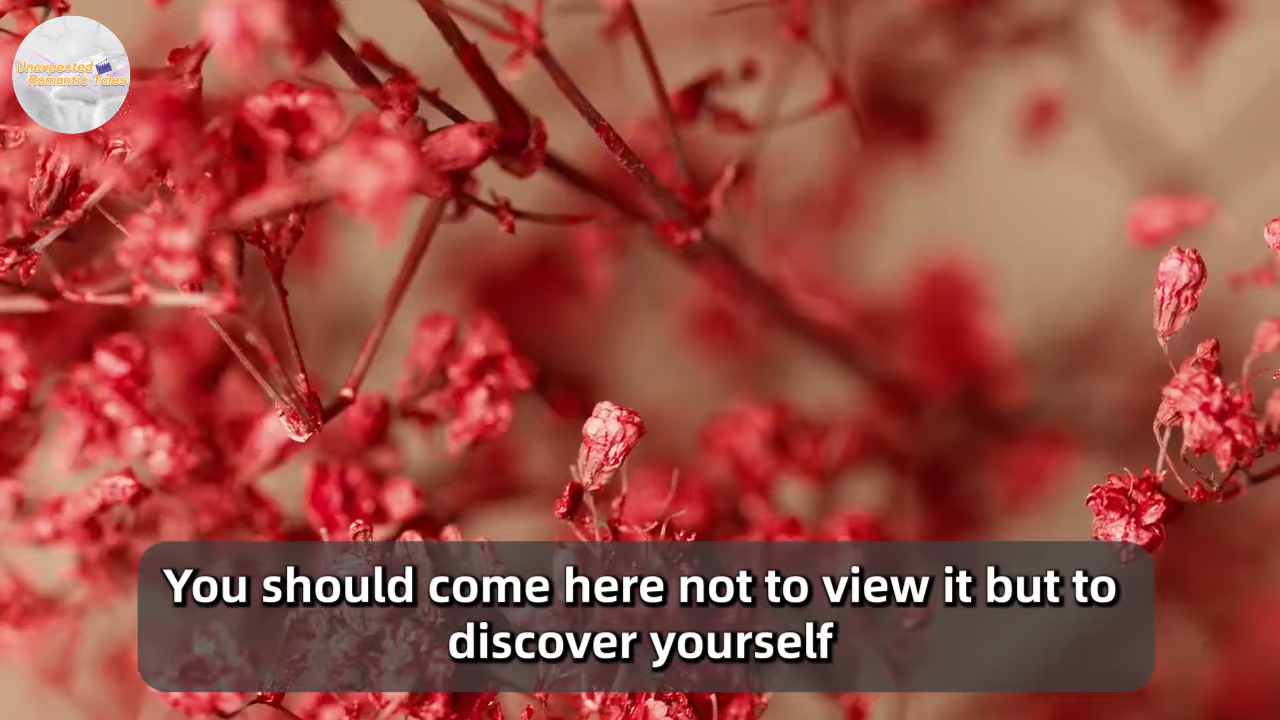 Unexpected
Romantic Tales
You should come here not to view it but to
discover yourself